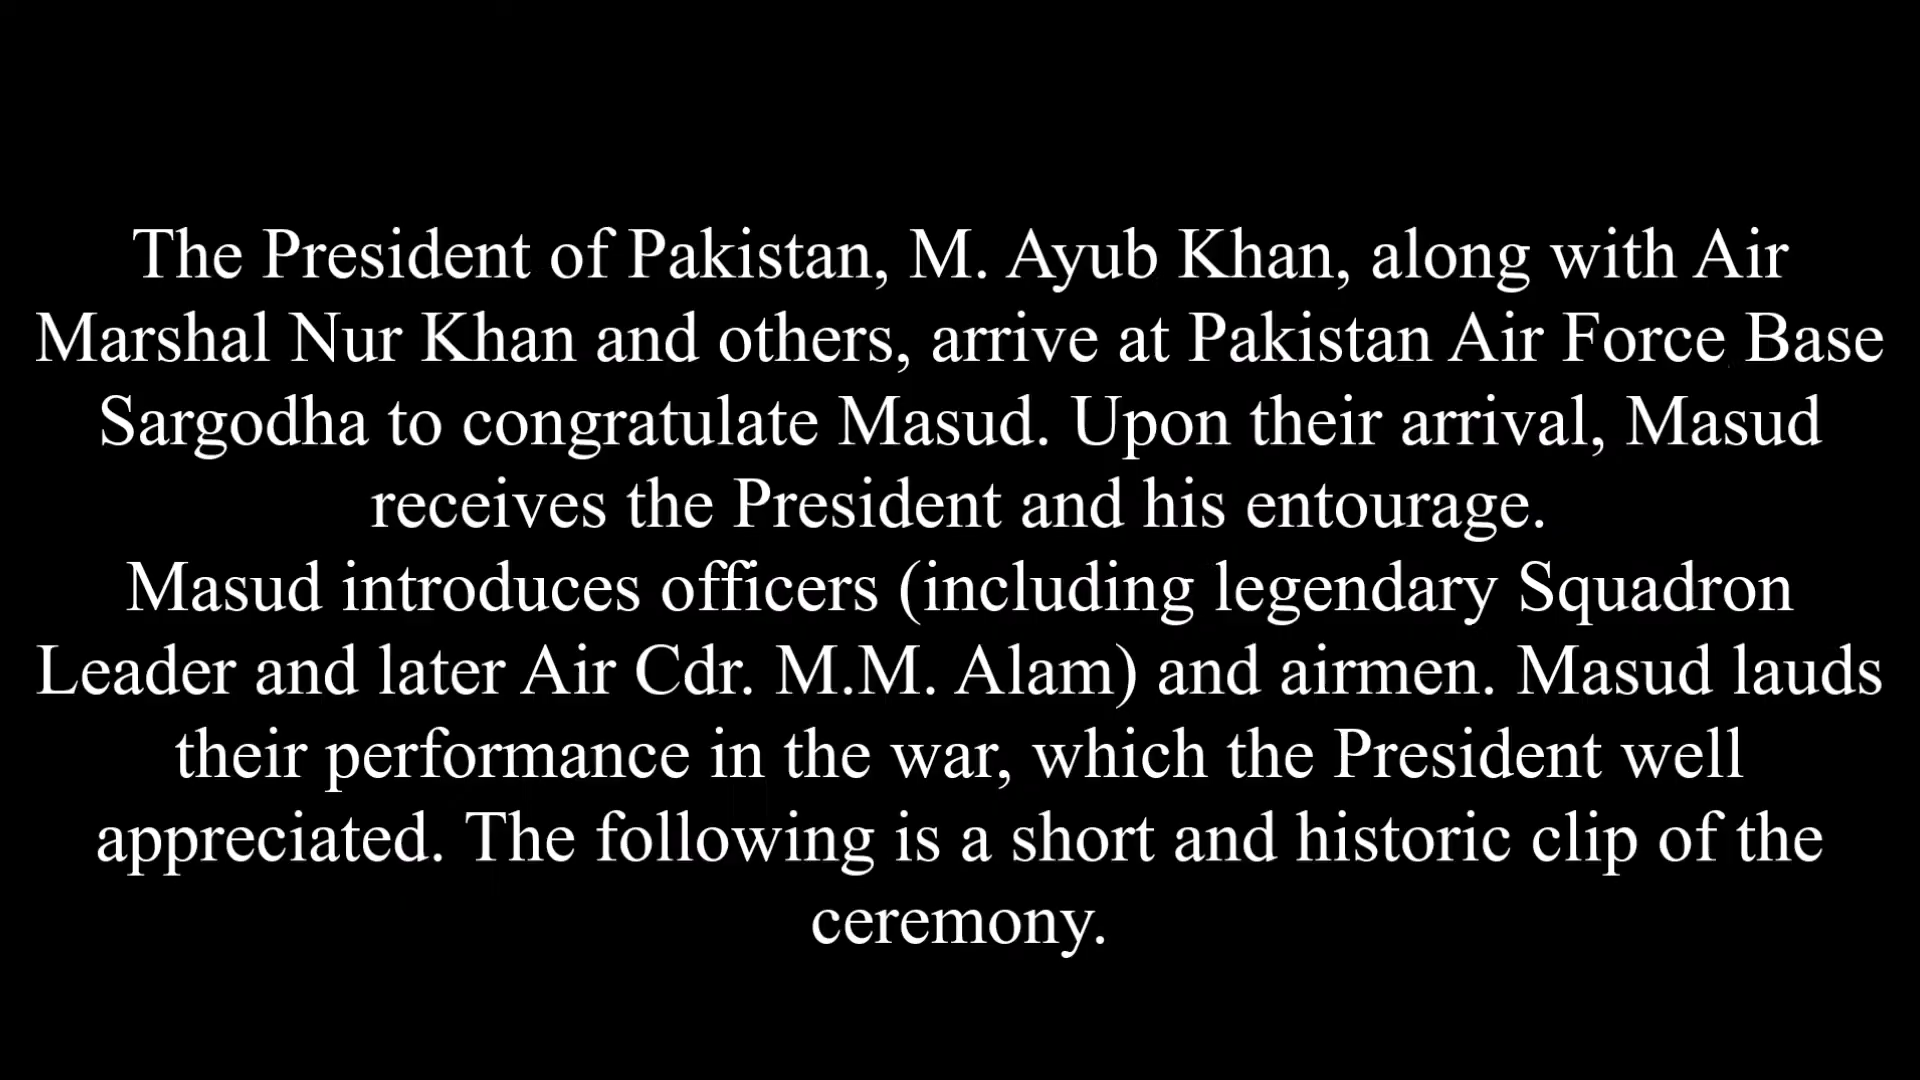 The President of Pakistan, M. Ayub Khan, along with Air
Marshal Nur Khan and others, arrive at Pakistan Air Force Base
Sargodha to congratulate Masud. Upon their arrival, Masud
receives the President and his entourage.
Masud introduces officers (including legendary Squadron
Leader and later Air Cdr. M.M. Alam) and airmen. Masud lauds
their performance in the war, which the President well
appreciated. The following is a short and historic clip of the
ceremony.